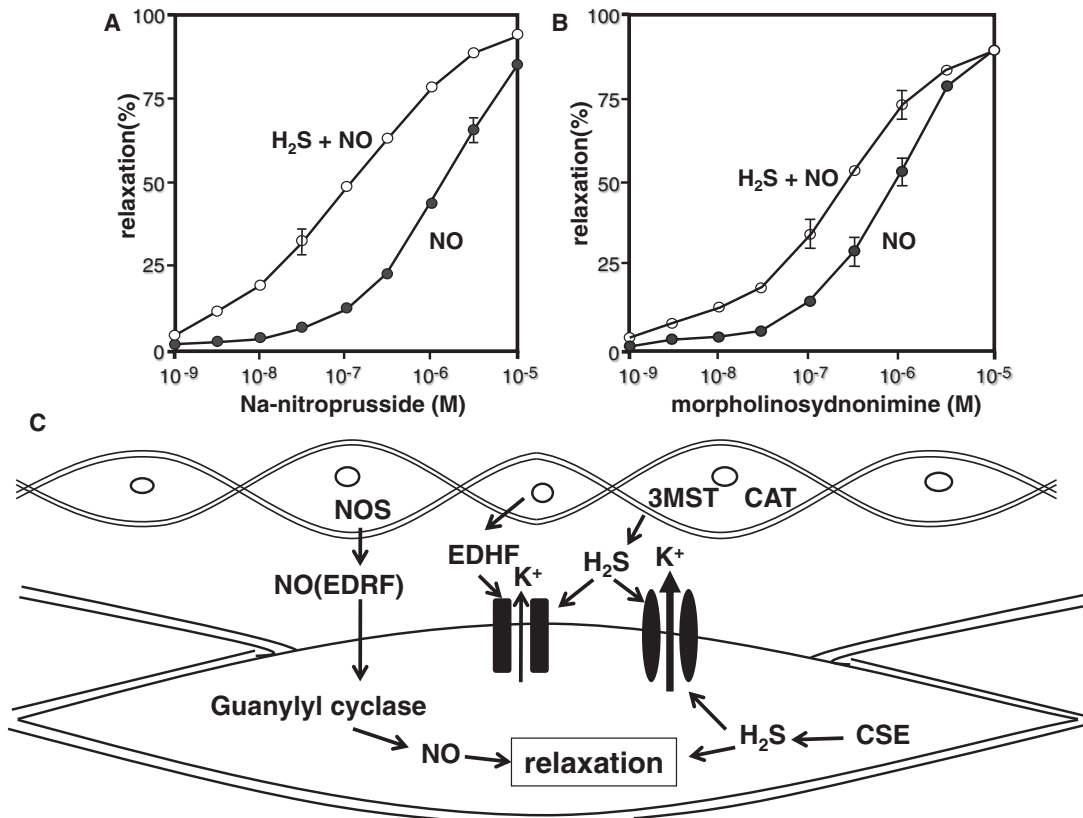 A
100
75
50
25
0
relaxation(%)
H₂S + NO
NO
10⁻⁹ 10⁻⁸ 10⁻⁷ 10⁻⁶ 10⁻⁵
Na-nitroprusside (M)
B
100
75
50
25
0
relaxation(%)
H₂S + NO
NO
10⁻⁹ 10⁻⁸ 10⁻⁷ 10⁻⁶ 10⁻⁵
morpholinosydnonimine (M)
C
NOS
3MST CAT
EDHF
K⁺
H₂S
K⁺
NO(EDRF)
Guanylyl cyclase
NO
relaxation
H₂S
CSE